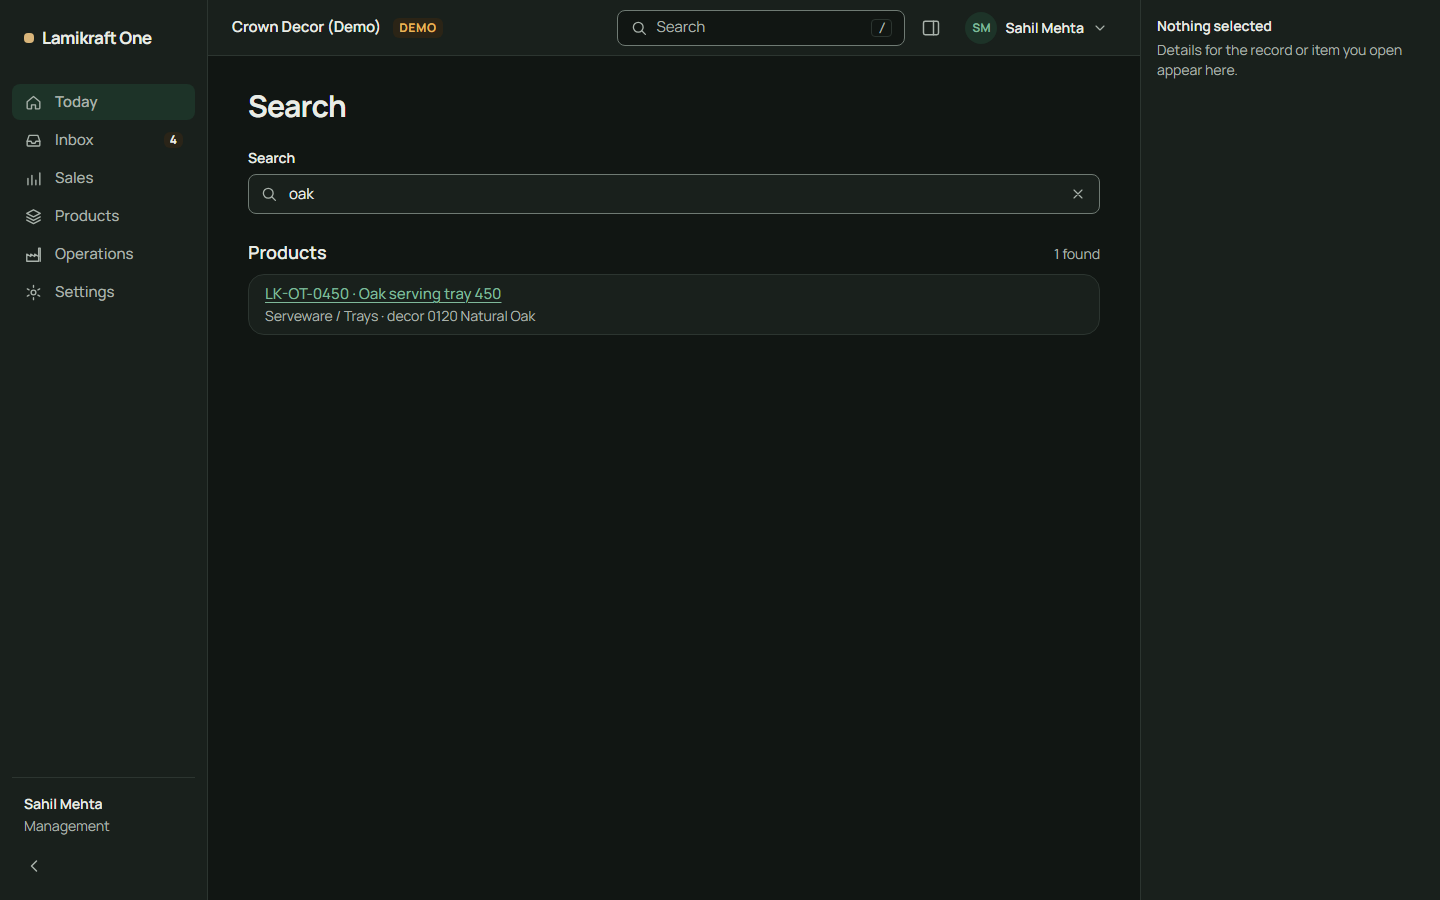 Lamikraft One
Today
Inbox 4
Sales
Products
Operations
Settings
Sahil Mehta
Management
Crown Decor (Demo) DEMO
Search /
SM Sahil Mehta
Search
Search
oak
Products 1 found
LK-OT-0450 · Oak serving tray 450
Serveware / Trays · decor 0120 Natural Oak
Nothing selected
Details for the record or item you open
appear here.